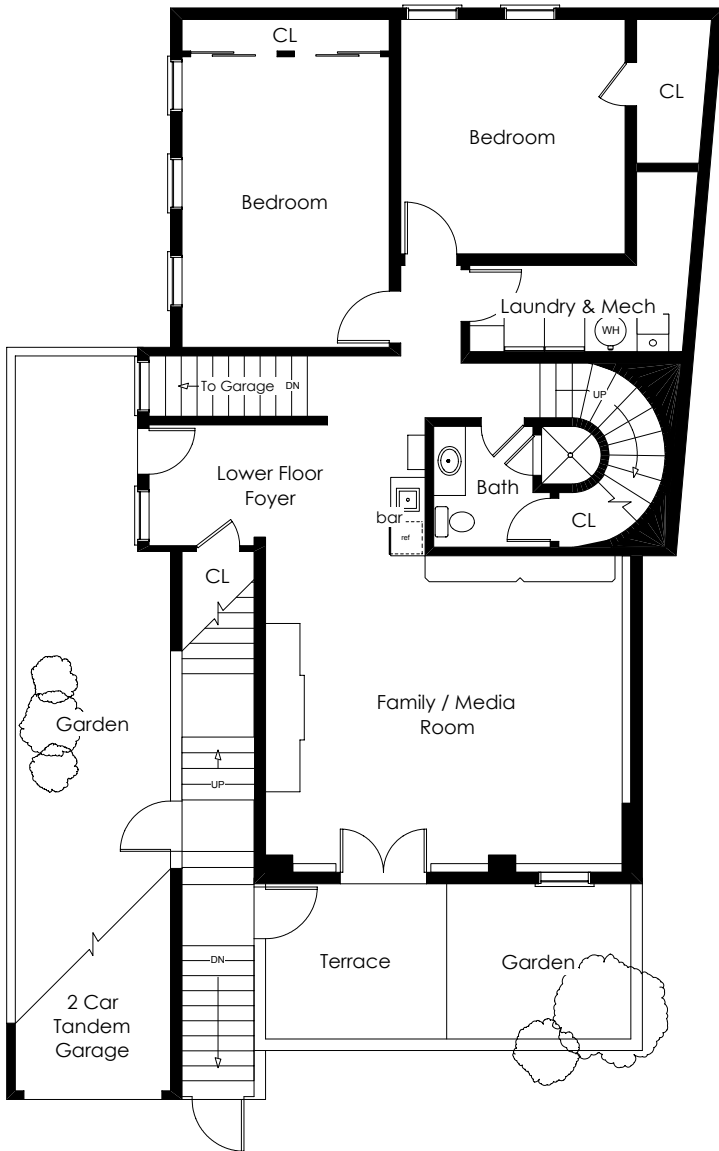 CL
CL
Bedroom
Bedroom
Laundry & Mech
WH
To Garage
DN
UP
Lower Floor
Foyer
Bath
bar
CL
ref
CL
Family / Media
Room
Garden
UP
DN
Terrace
Garden
2 Car
Tandem
Garage